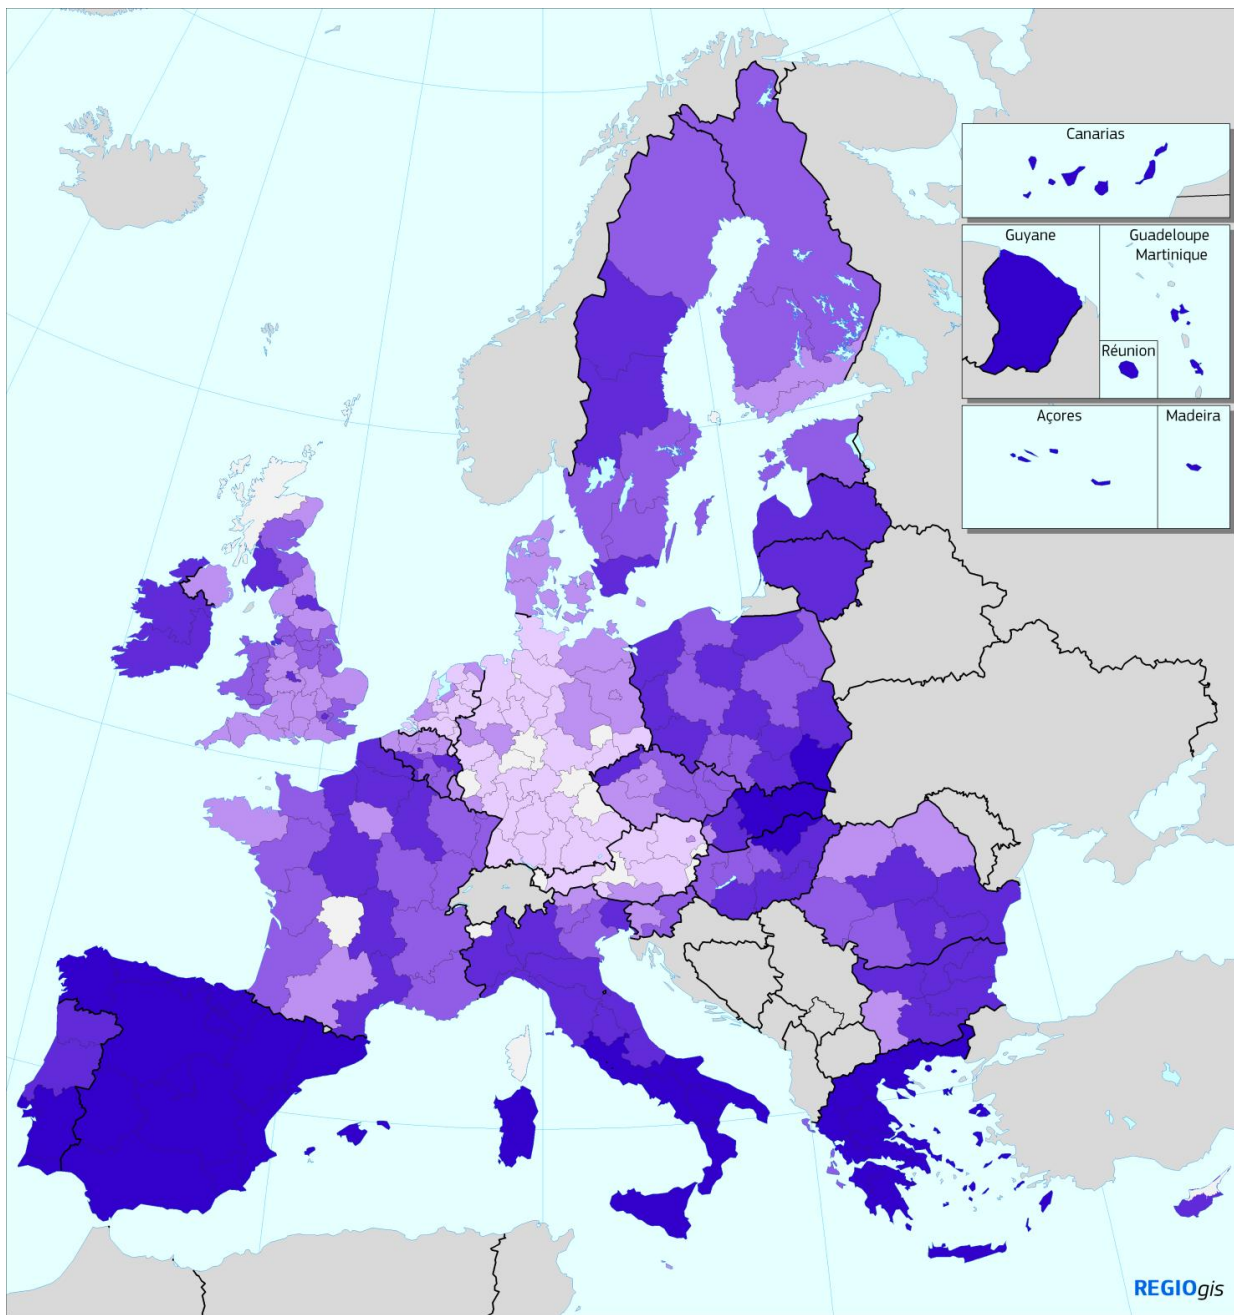 Canarias
Guyane
Guadeloupe
Martinique
Réunion
Açores
Madeira
REGIOgis